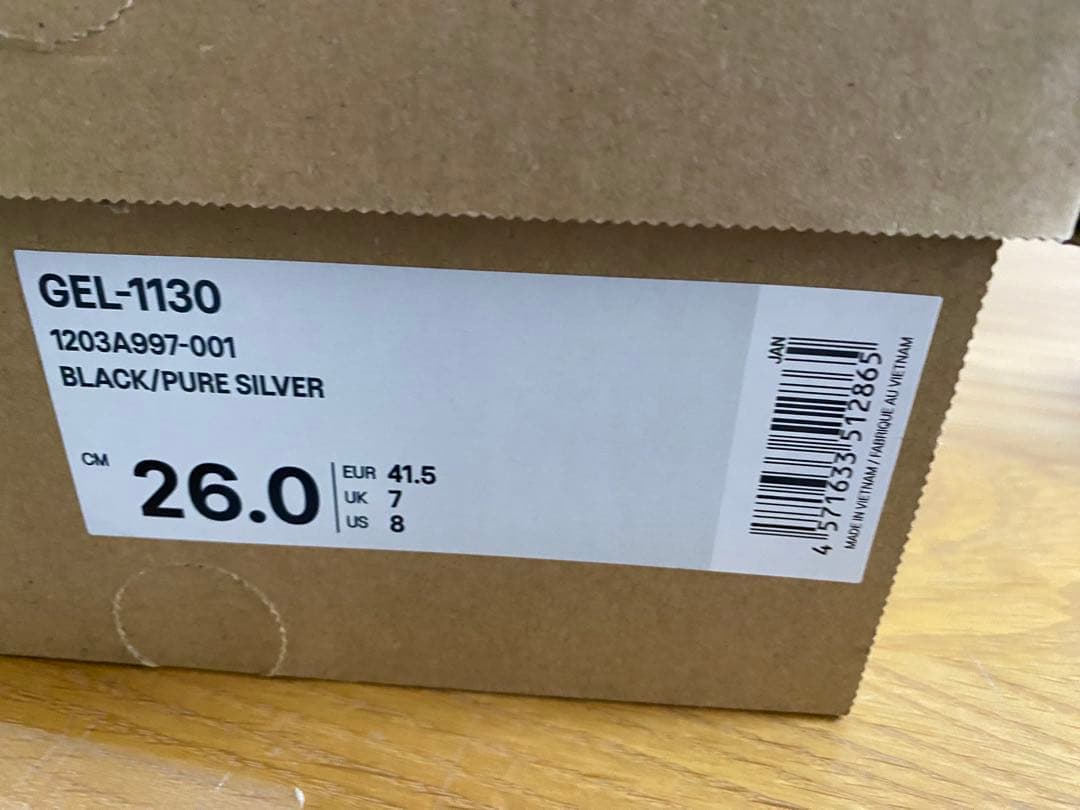 GEL-1130
1203A997-001
BLACK/PURE SILVER
CM 26.0
EUR 41.5
UK 7
US 8
JAN
4 571633 512865
MADE IN VIETNAM / FABRIQUE AU VIETNAM